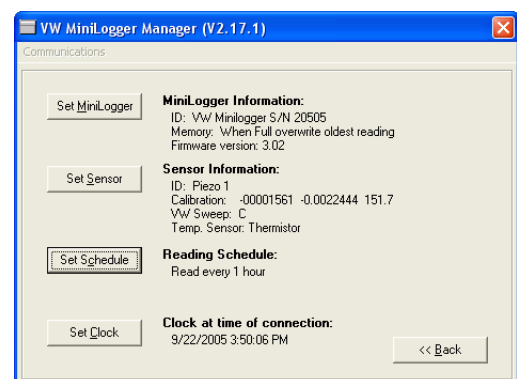 VW MiniLogger Manager (V2.17.1)
Communications
Set MiniLogger
MiniLogger Information:
ID: VW Minilogger S/N 20505
Memory: When Full overwrite oldest reading
Firmware version: 3.02
Set Sensor
Sensor Information:
ID: Piezo 1
Calibration: -00001561 -0.0022444 151.7
VW Sweep: C
Temp. Sensor: Thermistor
Set Schedule
Reading Schedule:
Read every 1 hour
Set Clock
Clock at time of connection:
9/22/2005 3:50:06 PM
<< Back